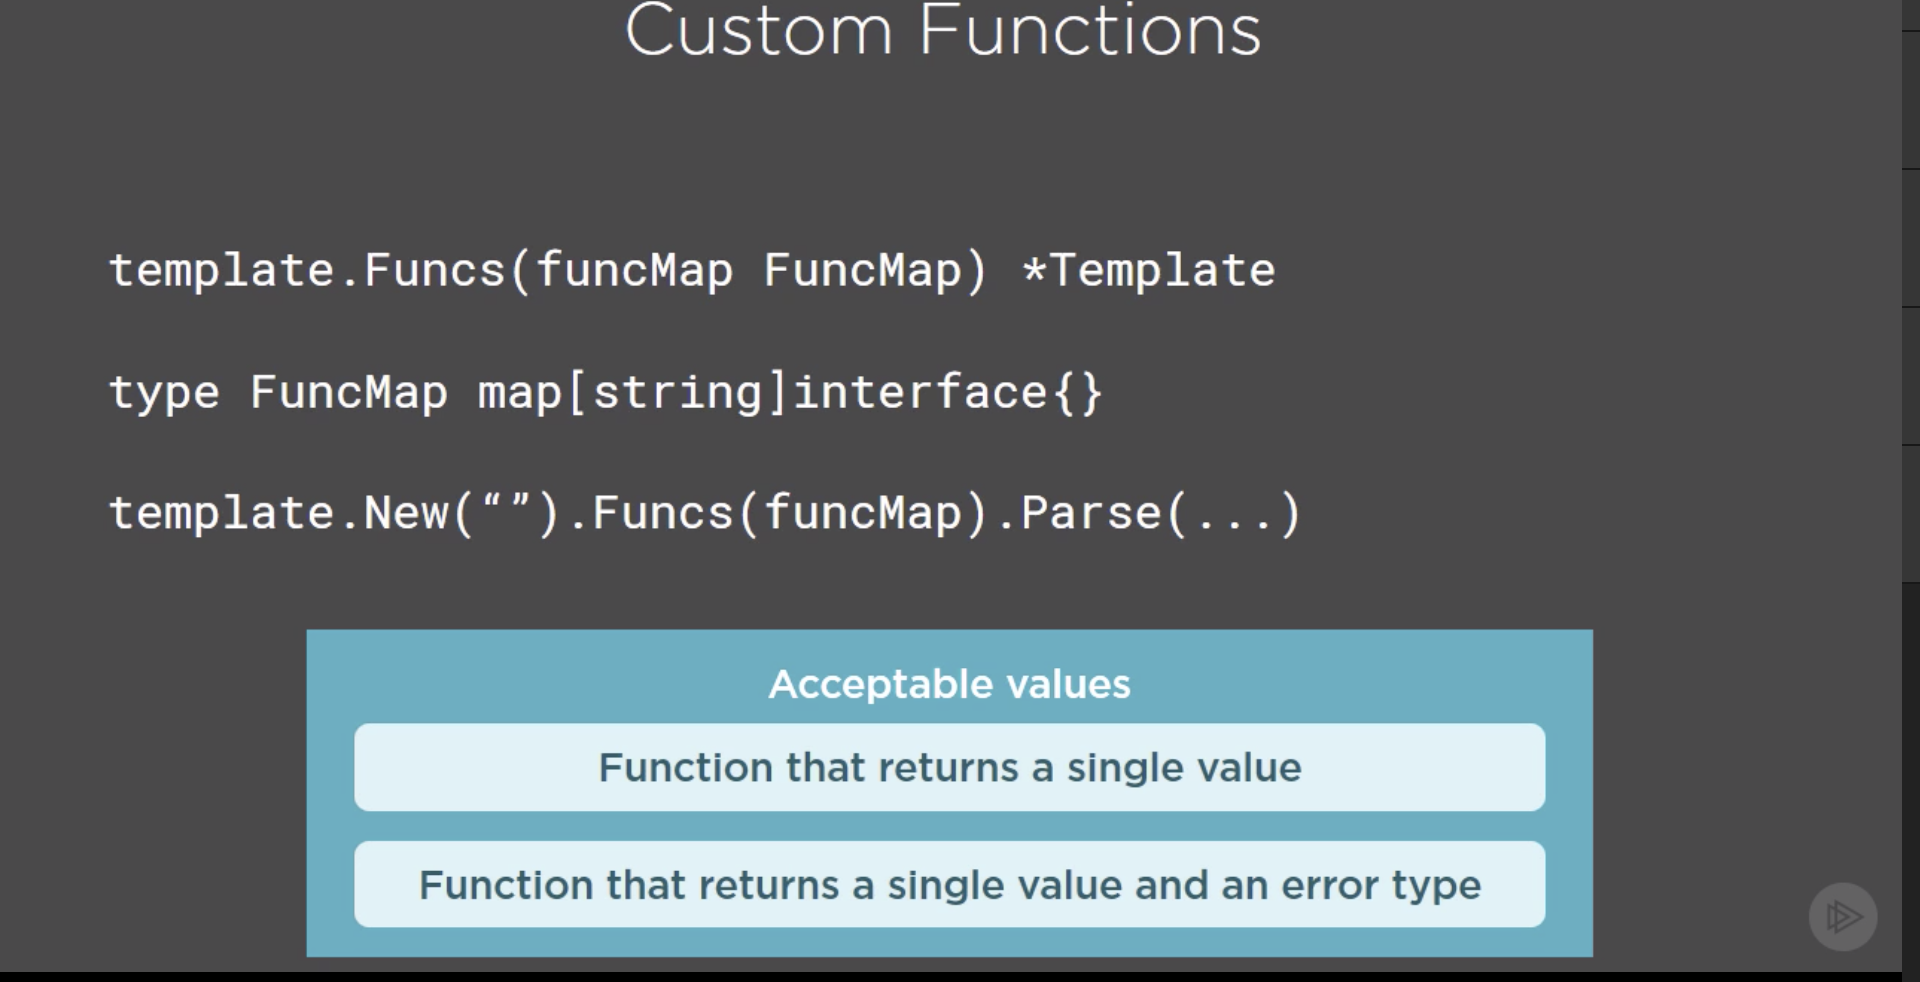 Custom Functions
template.Funcs(funcMap FuncMap) *Template
type FuncMap map[string]interface{}
template.New(“”).Funcs(funcMap).Parse(...)
Acceptable values
Function that returns a single value
Function that returns a single value and an error type